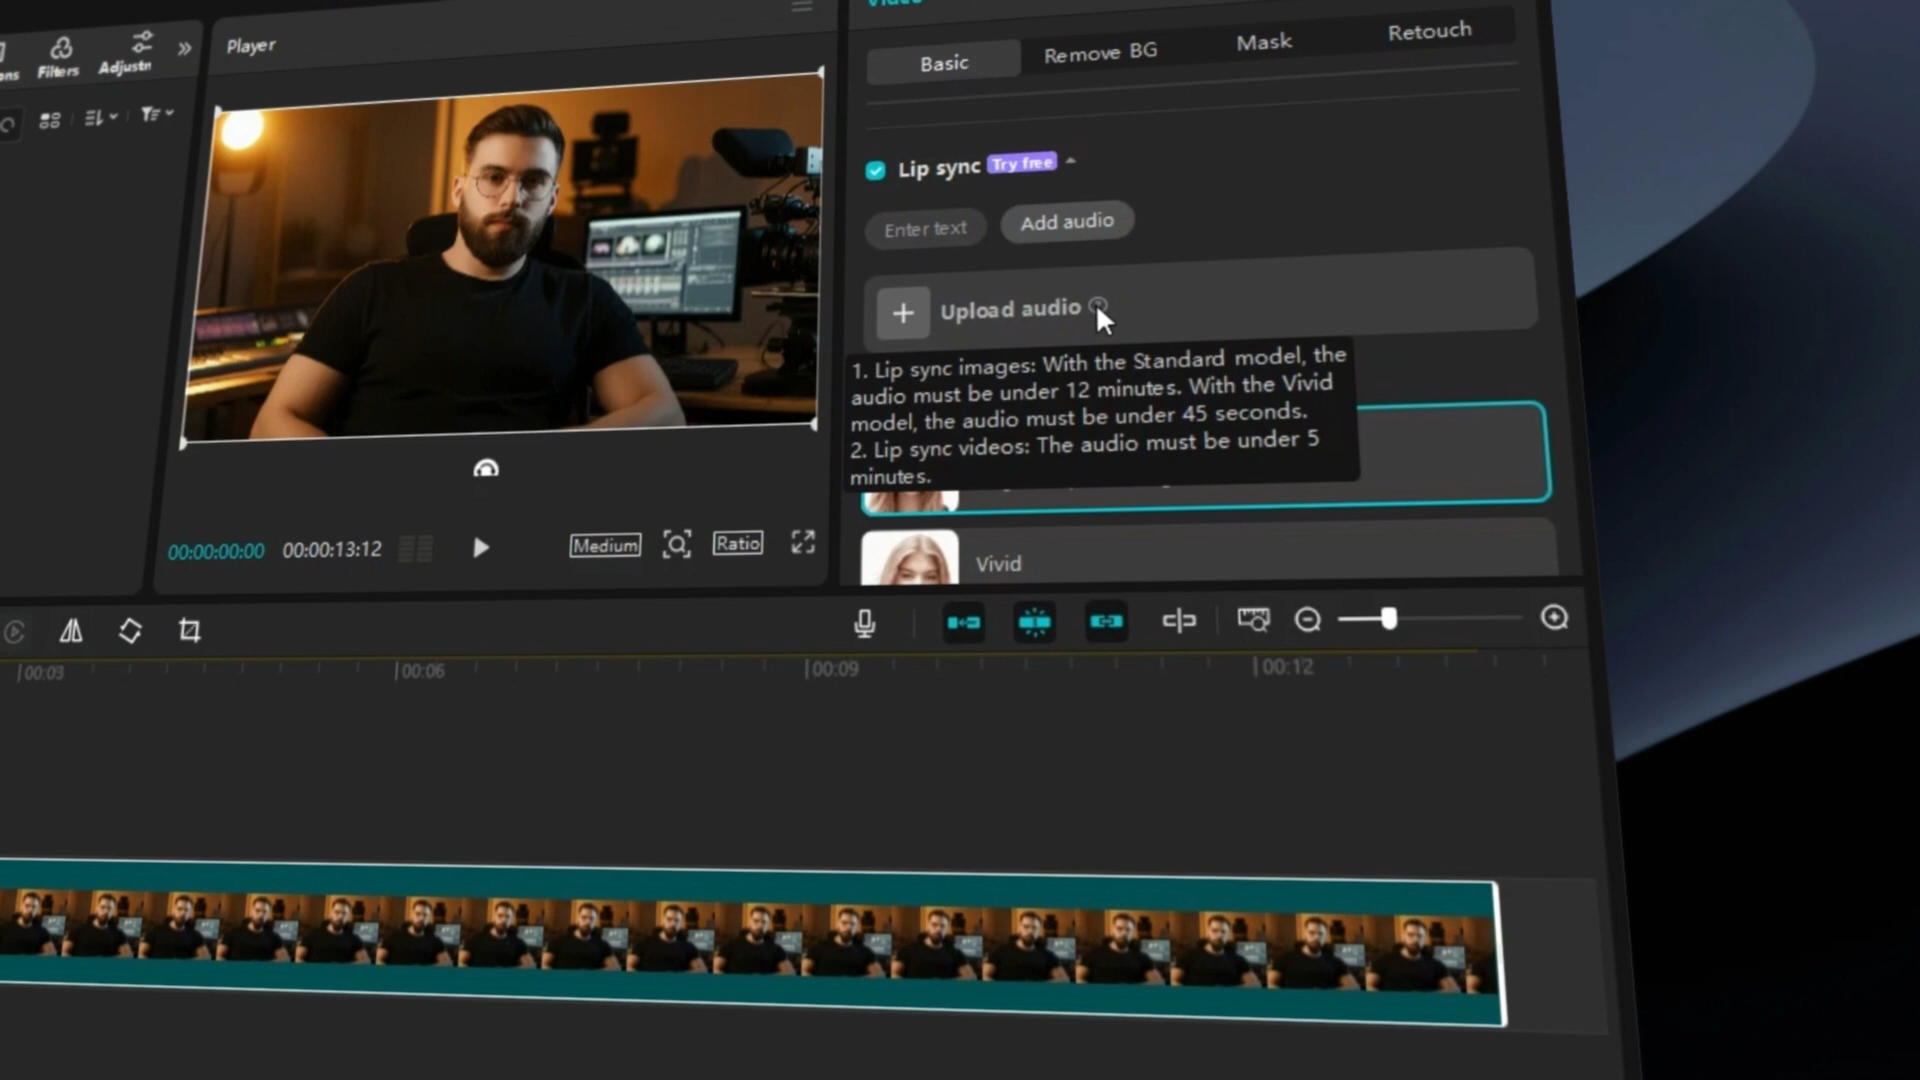 Filters
Adjustn
Player
Basic
Remove BG
Mask
Retouch
Lip sync Try free
Enter text
Add audio
Upload audio
1. Lip sync images: With the Standard model, the
audio must be under 12 minutes. With the Vivid
model, the audio must be under 45 seconds.
2. Lip sync videos: The audio must be under 5
minutes.
Vivid
00:00:00:00
00:00:13:12
Medium
Ratio
00:03
00:06
00:09
00:12